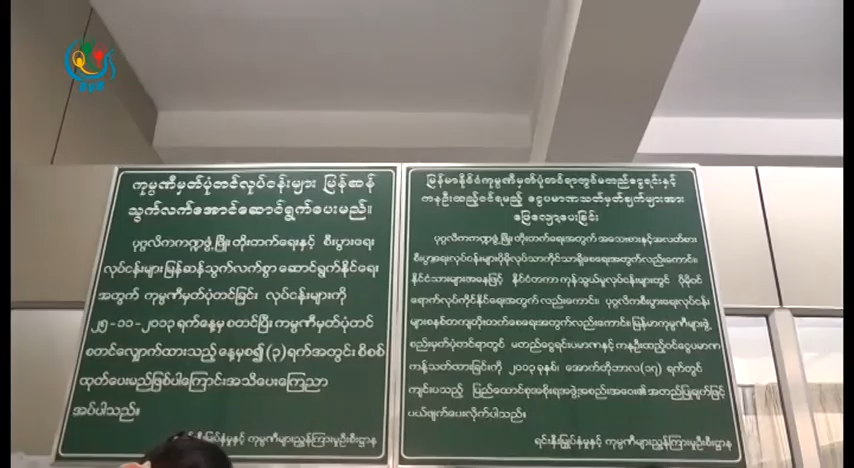 DVB
ကုမ္ပဏီမှတ်ပုံတင်လုပ်ငန်းများ မြန်ဆန်
သွက်လက်အောင်ဆောင်ရွက်ပေးမည်။
ပုဂ္ဂလိကကဏ္ဍဖွံ့ဖြိုးတိုးတက်ရေးနှင့် စီးပွားရေး
လုပ်ငန်းများမြန်ဆန်သွက်လက်စွာ ဆောင်ရွက်နိုင်ရေး
အတွက် ကုမ္ပဏီမှတ်ပုံတင်ခြင်း လုပ်ငန်းများကို
၂၅-၁၁-၂၀၁၃ ရက်နေ့မှ စတင်ပြီး ကုမ္ပဏီမှတ်ပုံတင်
စတင်လျှောက်ထားသည့် နေ့မှစ၍ (၃) ရက်အတွင်း စိစစ်
ထုတ်ပေးမည်ဖြစ်ပါကြောင်းအသိပေးကြေညာ
အပ်ပါသည်။
ကုမ္ပဏီများညွှန်ကြားမှုဦးစီးဌာန
မြန်မာနိုင်ငံကုမ္ပဏီမှတ်ပုံတင်ရာတွင်မတည်ငွေရင်းနှင့်
ကနဦးထည့်ဝင်ရမည့် ငွေပမာဏသတ်မှတ်ချက်များအား
ဖြေလျှော့ပေးခြင်း
ပုဂ္ဂလိကကဏ္ဍဖွံ့ဖြိုးတိုးတက်ရေးအတွက် အသေးစားနှင့်အလတ်စား
စီးပွားရေးလုပ်ငန်းများပိုမိုလုပ်သာကိုင်သာရှိစေရေးအတွက်လည်းကောင်း၊
နိုင်ငံသားများအနေဖြင့် နိုင်ငံတကာ ကုန်သွယ်မှုလုပ်ငန်းများတွင် ပိုမိုဝင်
ရောက်လုပ်ကိုင်နိုင်ရေးအတွက် လည်းကောင်း၊ ပုဂ္ဂလိကစီးပွားရေးလုပ်ငန်း
များစနစ်တကျတိုးတက်စေရေးအတွက်လည်းကောင်း၊ မြန်မာကုမ္ပဏီများဖွဲ့
စည်းမှတ်ပုံတင်ရာတွင် မတည်ငွေရင်းပမာဏနှင့် ကနဦးထည့်ဝင်ငွေပမာဏ
ကန့်သတ်ထားခြင်းကို ၂၀၁၃ ခုနှစ်၊ အောက်တိုဘာလ (၁၇) ရက်တွင်
ကျင်းပသည့် ပြည်ထောင်စုအစိုးရအဖွဲ့အစည်းအဝေး၏ အတည်ပြုချက်ဖြင့်
ပယ်ဖျက်ပေးလိုက်ပါသည်။
ရင်းနှီးမြှုပ်နှံမှုနှင့် ကုမ္ပဏီများညွှန်ကြားမှုဦးစီးဌာန